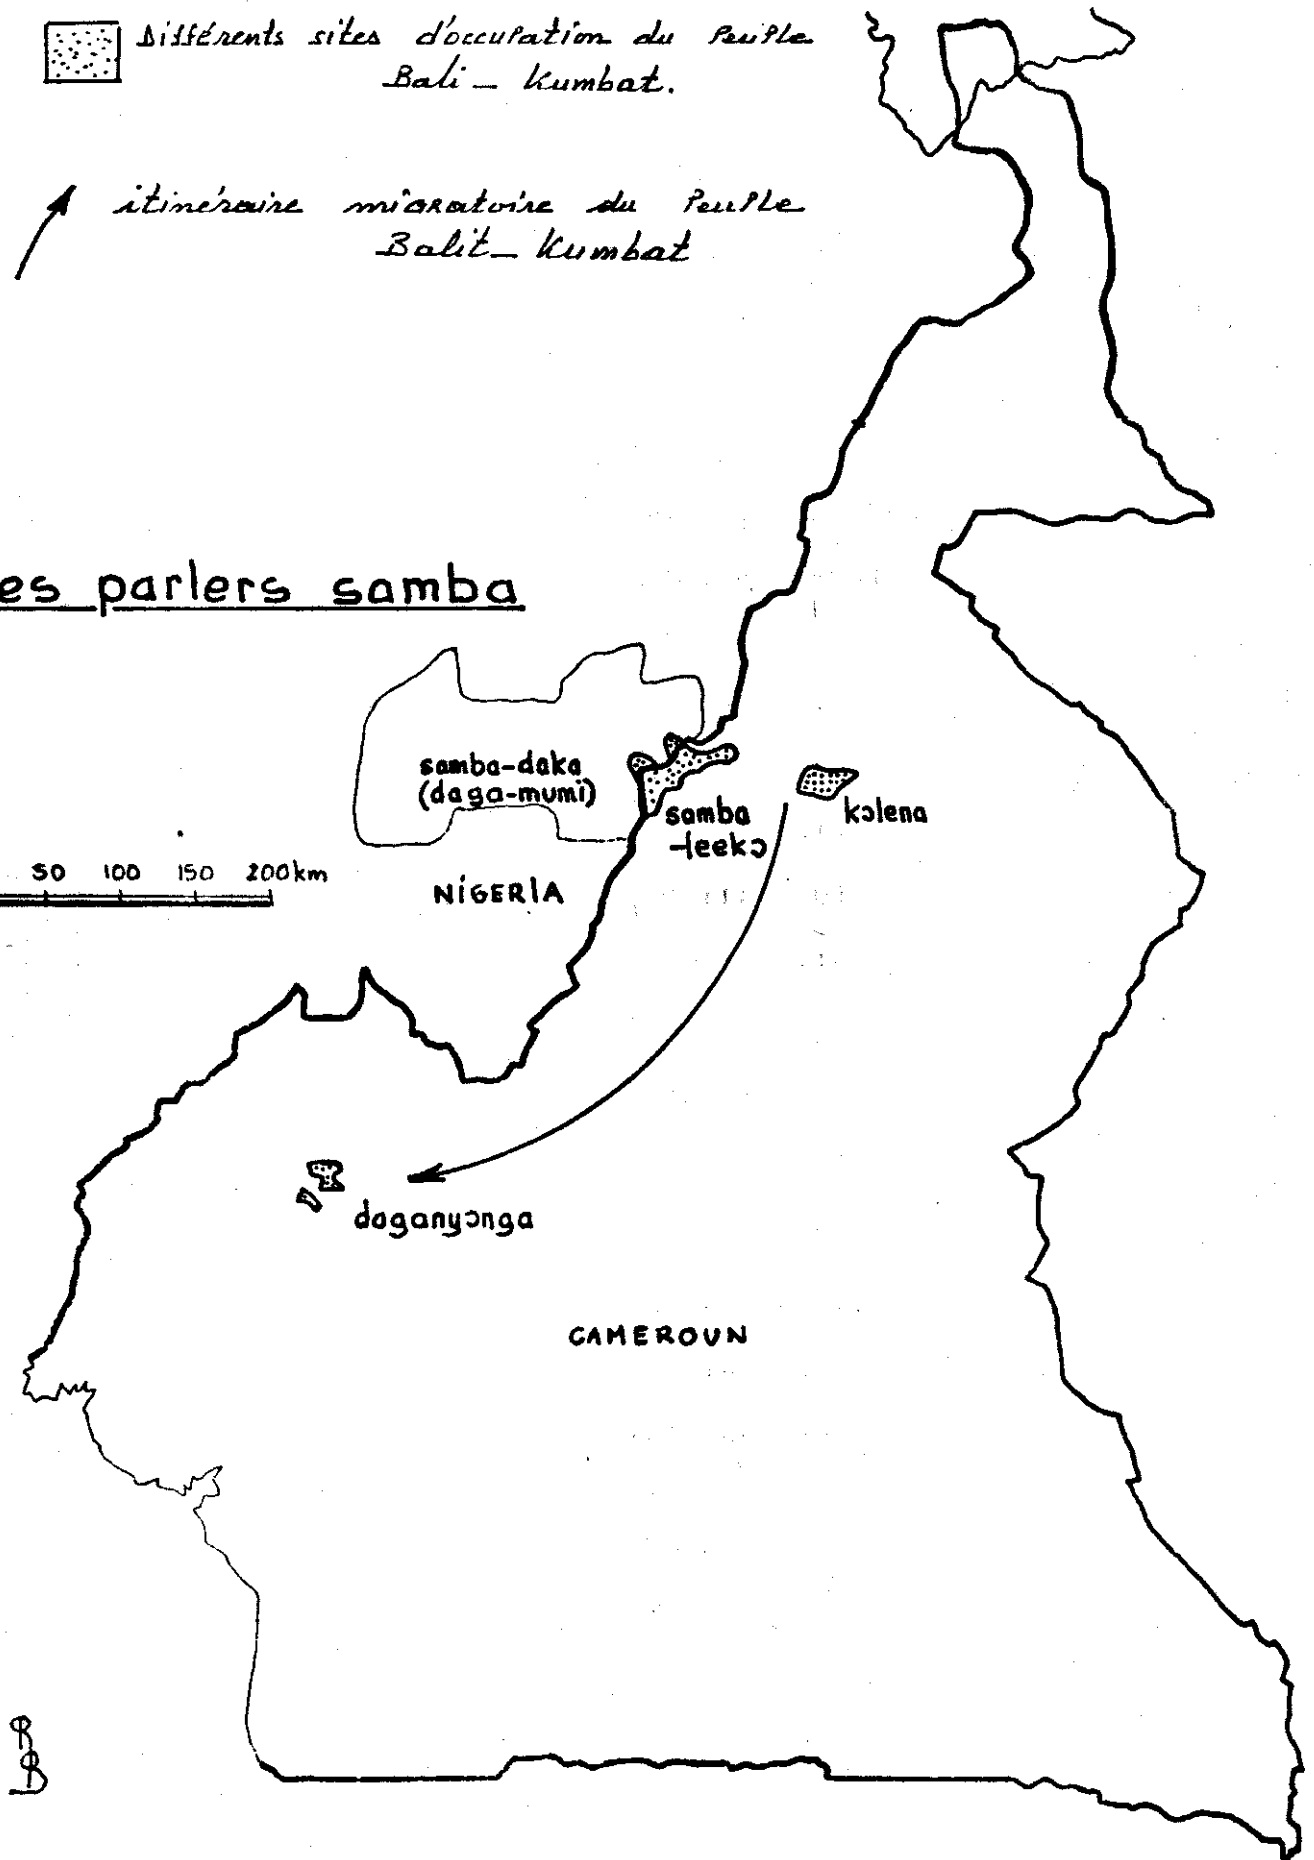 Différents sites d'occupation du Peuple
Bali - Kumbat.
itinéraire migratoire du Peuple
Balit - Kumbat
es parlers samba
samba-daka
(daga-mumi)
samba
-leekɔ
kɔlena
50 100 150 200km
NIGERIA
daganyɔnga
CAMEROUN